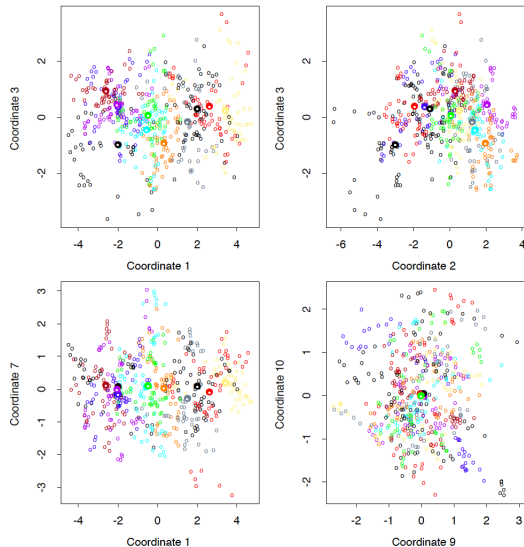 2
0
-2
Coordinate 3
-4 -2 0 2 4
Coordinate 1
2
0
-2
Coordinate 3
-6 -4 -2 0 2 4
Coordinate 2
3
2
1
0
-1
-2
-3
Coordinate 7
-4 -2 0 2 4
Coordinate 1
2
1
0
-1
-2
Coordinate 10
-2 -1 0 1 2 3
Coordinate 9